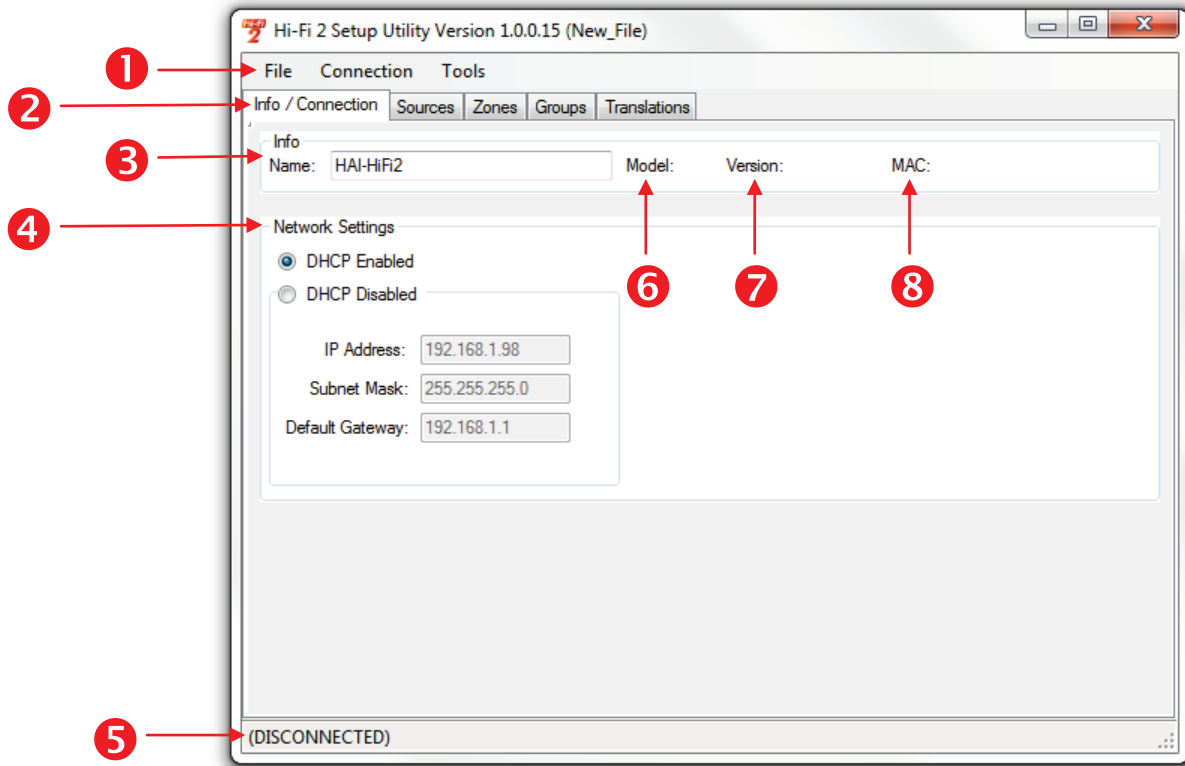 Hi-Fi 2 Setup Utility Version 1.0.0.15 (New_File)
1 File Connection Tools
2 Info / Connection Sources Zones Groups Translations
Info
3 Name: HAI-HiFi2 Model: Version: MAC:
4 Network Settings
DHCP Enabled
6 7 8
DHCP Disabled
IP Address: 192.168.1.98
Subnet Mask: 255.255.255.0
Default Gateway: 192.168.1.1
5 (DISCONNECTED)